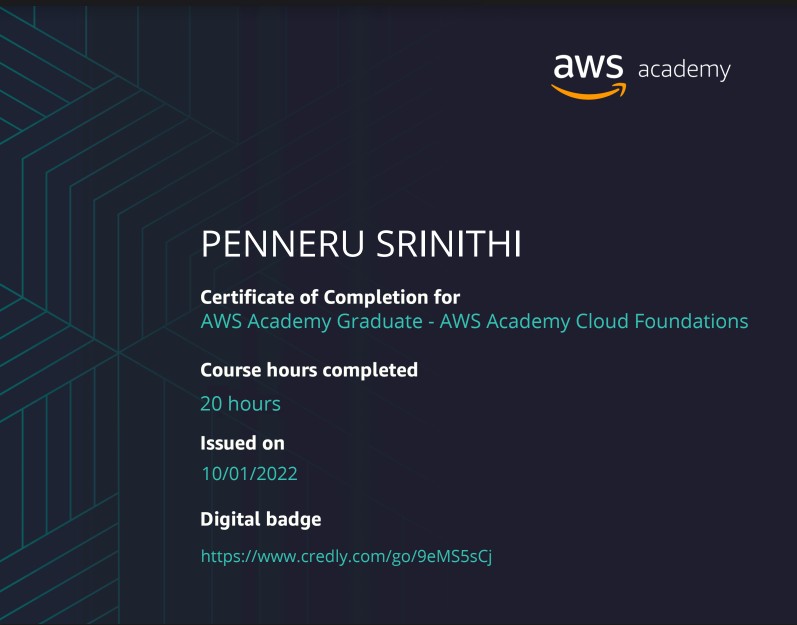 aws academy
PENNERU SRINITHI
Certificate of Completion for
AWS Academy Graduate - AWS Academy Cloud Foundations
Course hours completed
20 hours
Issued on
10/01/2022
Digital badge
https://www.credly.com/go/9eMS5sCj